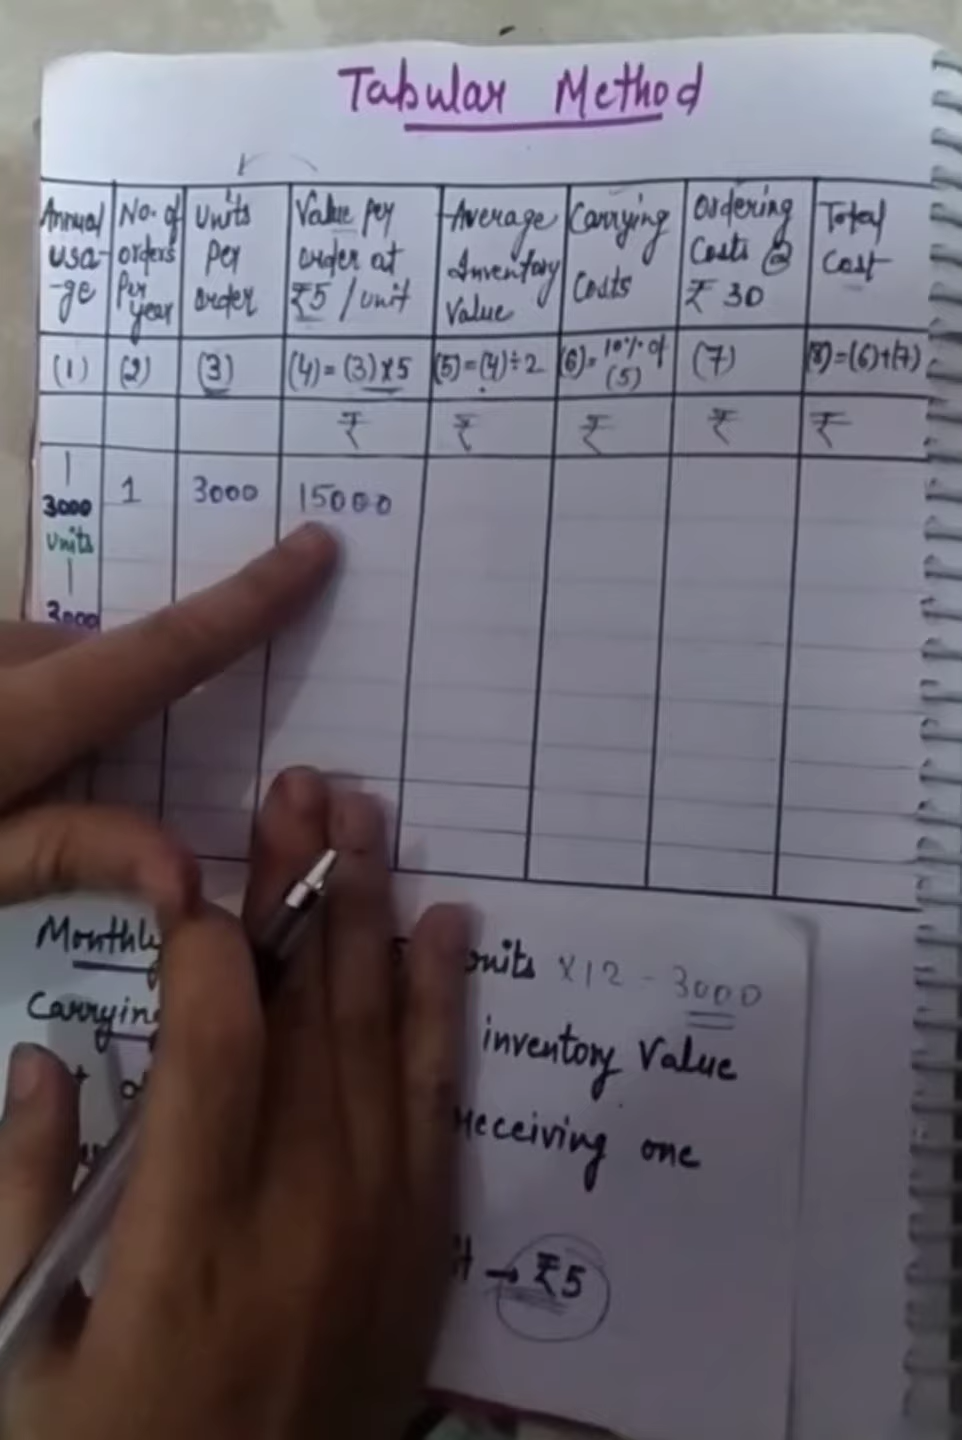 Tabular Method
Annual usa-ge
No. of orders Per year
Units Per order
Value per order at ₹5 / unit
Average Inventory Value
Carrying Costs
Ordering Costs @ ₹ 30
Total Cost
(1) (2) (3) (4) = (3) x 5 (5) = (4) ÷ 2 (6) = 10% of (5) (7) (8) = (6) + (7)
₹ ₹ ₹ ₹ ₹
3000 1 3000 15000
Units
3000
Monthly units x 12 - 3000
Carrying inventory Value
receiving one
→ ₹5